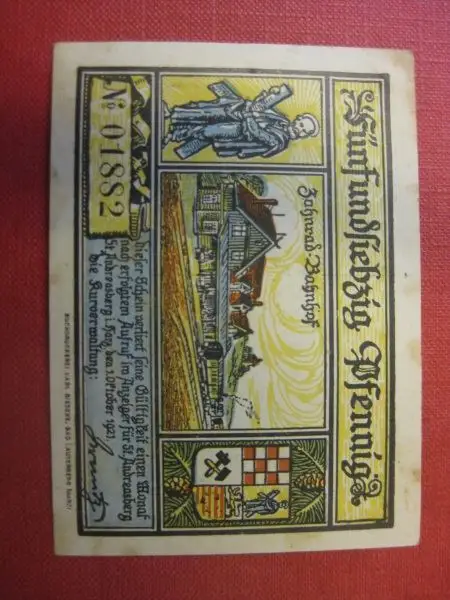 Fünfundsiebzig Pfennig
Zahnrad-Bahnhof
No 01882
Dieser Schein verliert seine Gültigkeit einen Monat
nach erfolgtem Aufruf im Anzeiger für St. Andreasberg
St. Andreasberg i. Harz, den 1. Oktober 1921.
Die Kurverwaltung: